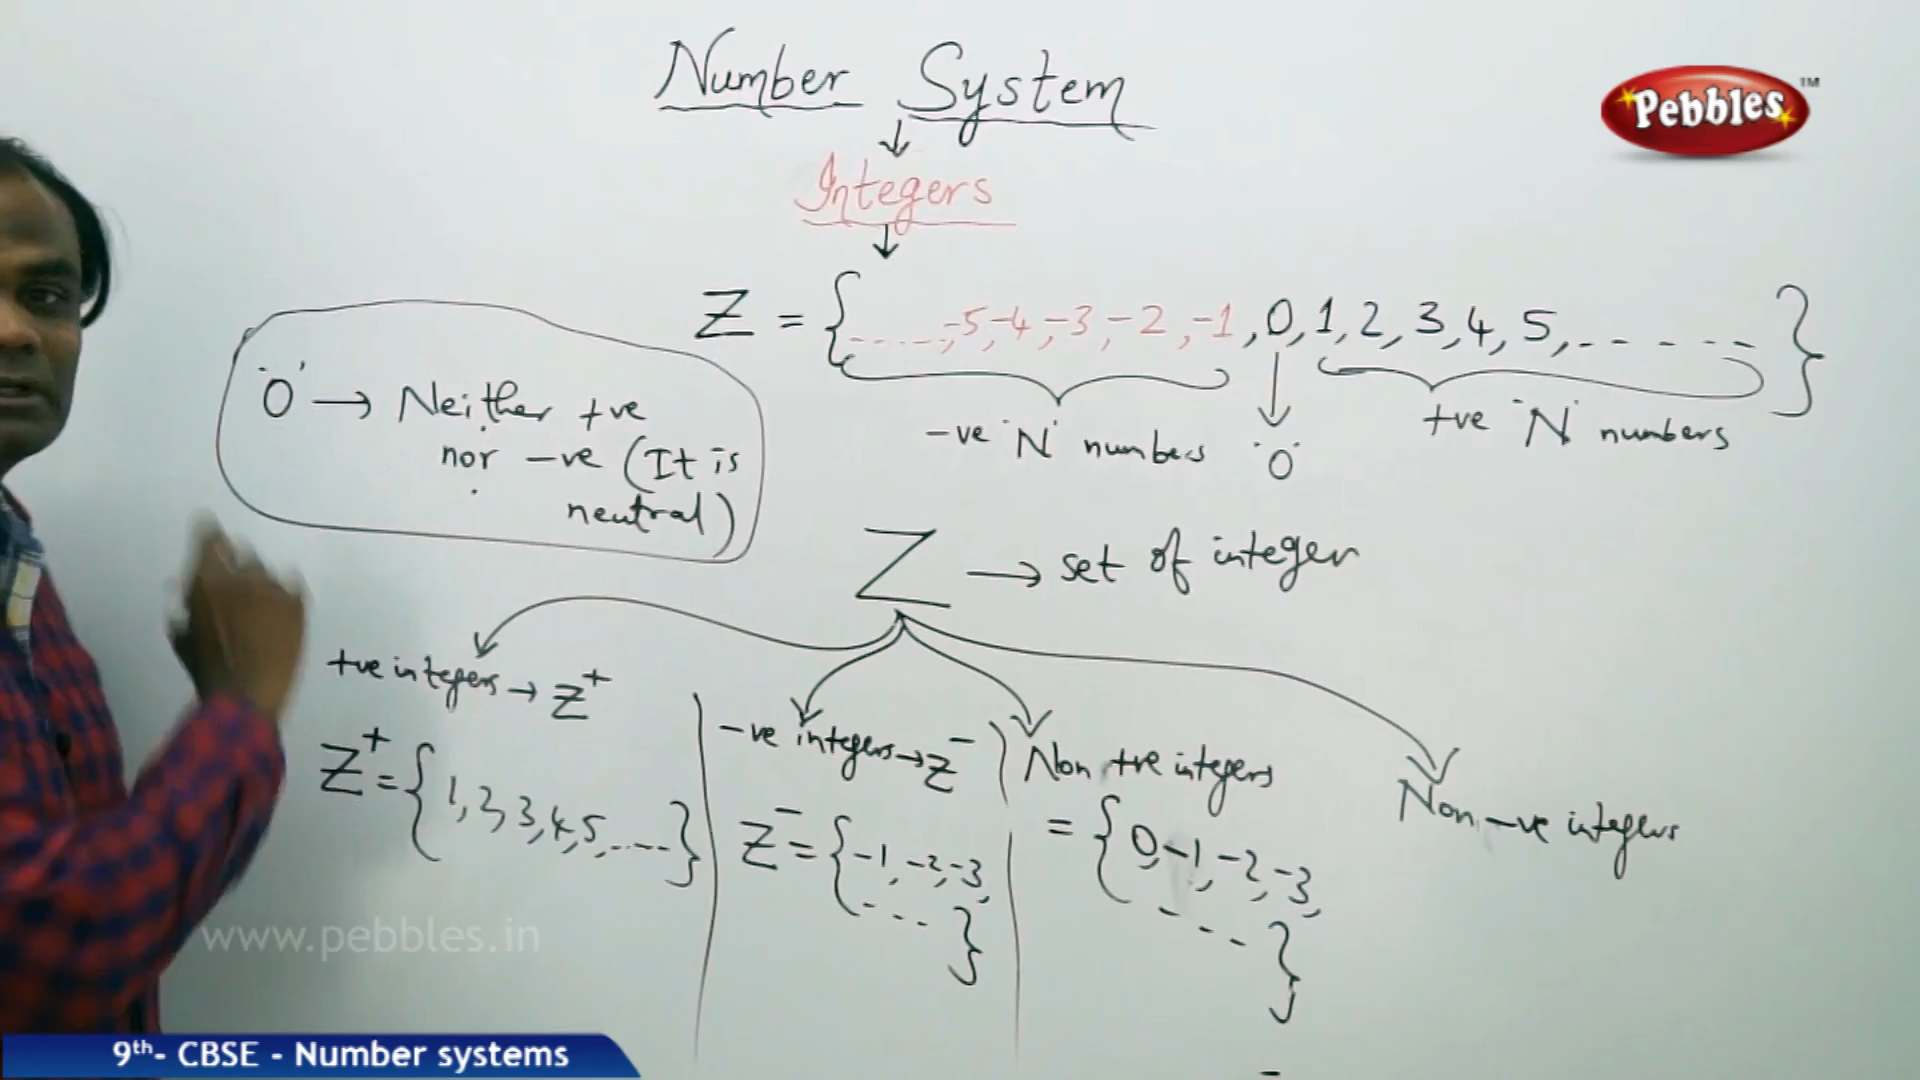 Number System
Integers
Z = {.....,-5,-4,-3,-2,-1,0,1,2,3,4,5,------}
-ve 'N' numbers '0' +ve 'N' numbers
'0' → Neither +ve
nor -ve (It is
neutral)
Z → set of integer
+ve integers → Z⁺
Z⁺ = {1,2,3,4,5,----}
-ve integers → Z⁻
Z⁻ = {-1,-2,-3,
---}
Non +ve integers
= {0,-1,-2,-3,
---}
Non -ve integers
Pebbles™
www.pebbles.in
9th- CBSE - Number systems